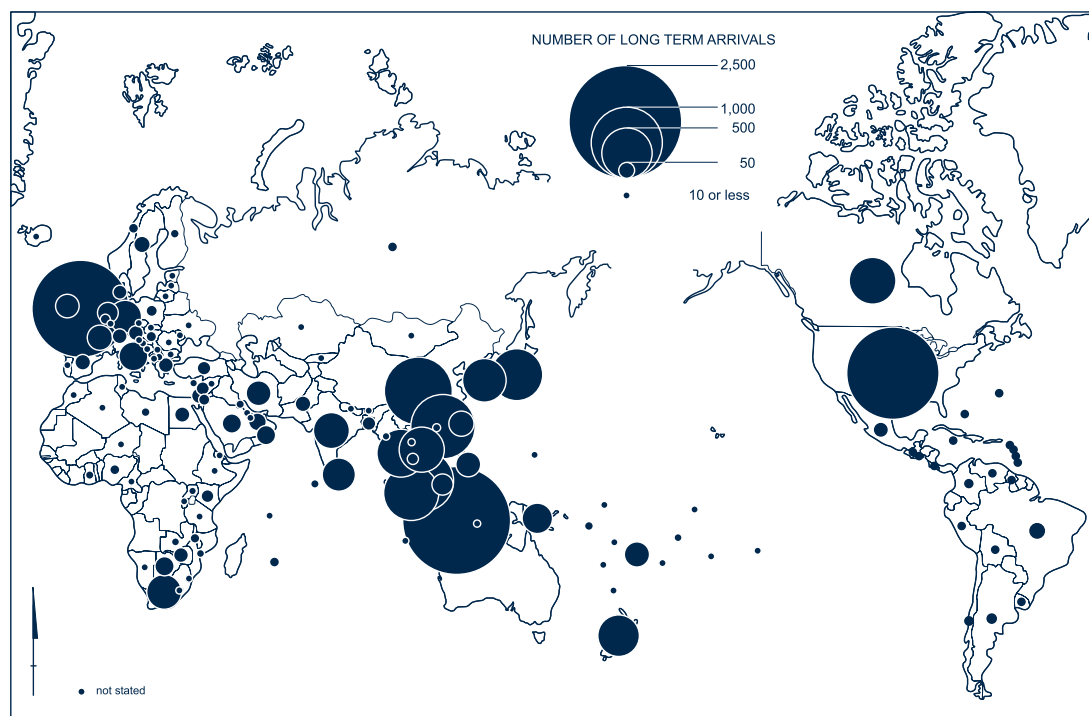 NUMBER OF LONG TERM ARRIVALS
2,500
1,000
500
50
10 or less
not stated